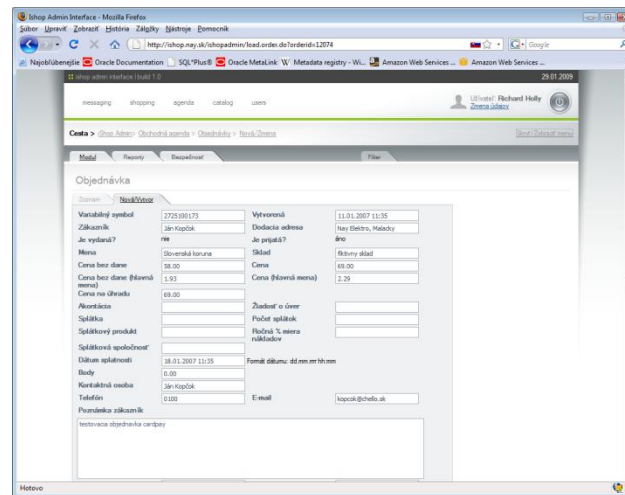 Ishop Admin Interface - Mozilla Firefox
Súbor Upraviť Zobraziť História Záložky Nástroje Pomocník
http://ishop.nay.sk/ishopadmin/load.order.do?orderid=12074
Google
Najobľúbenejšie Oracle Documentation SQL*Plus® Oracle MetaLink Metadata registry - Wi... Amazon Web Services ... Amazon Web Services ...
ishop admin interface | build 1.0 29.01.2009
messaging shopping agenda catalog users
Užívateľ: Richard Holly
Zmena údajov
Cesta > iShop Admin> Obchodná agenda > Objednávky > Nová/Zmena
Skryť/Zobraziť menu
Modul Reporty Bezpečnosť Filter
Objednávka
Zoznam Nová/Vytvor
Variabilný symbol 2725100173 Vytvorená 11.01.2007 11:35
Zákazník Ján Kopčok Dodacia adresa Nay Elektro, Malacky
Je vydaná? nie Je prijatá? áno
Mena Slovenská koruna Sklad fiktívny sklad
Cena bez dane 58.00 Cena 69.00
Cena bez dane (hlavná mena) 1.93 Cena (hlavná mena) 2.29
Cena na úhradu 69.00
Akontácia Žiadosť o úver
Splátka Počet splátok
Splátkový produkt Ročná % miera nákladov
Splátková spoločnosť
Dátum splatnosti 18.01.2007 11:35 Formát dátumu: dd.mm.rrrr hh:mm
Body 0.00
Kontaktná osoba Ján Kopčok
Telefón 0100 E-mail kopcok@chello.sk
Poznámka zákazník
testovacia objednavka cardpay
Hotovo